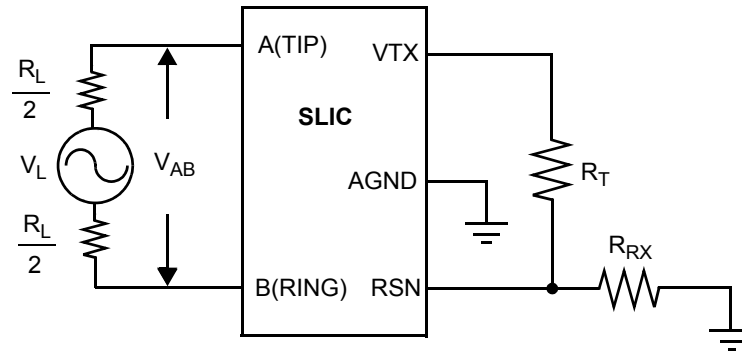 A(TIP)
VTX
R_L
2
SLIC
V_L
V_AB
R_T
AGND
R_L
2
R_RX
B(RING)
RSN